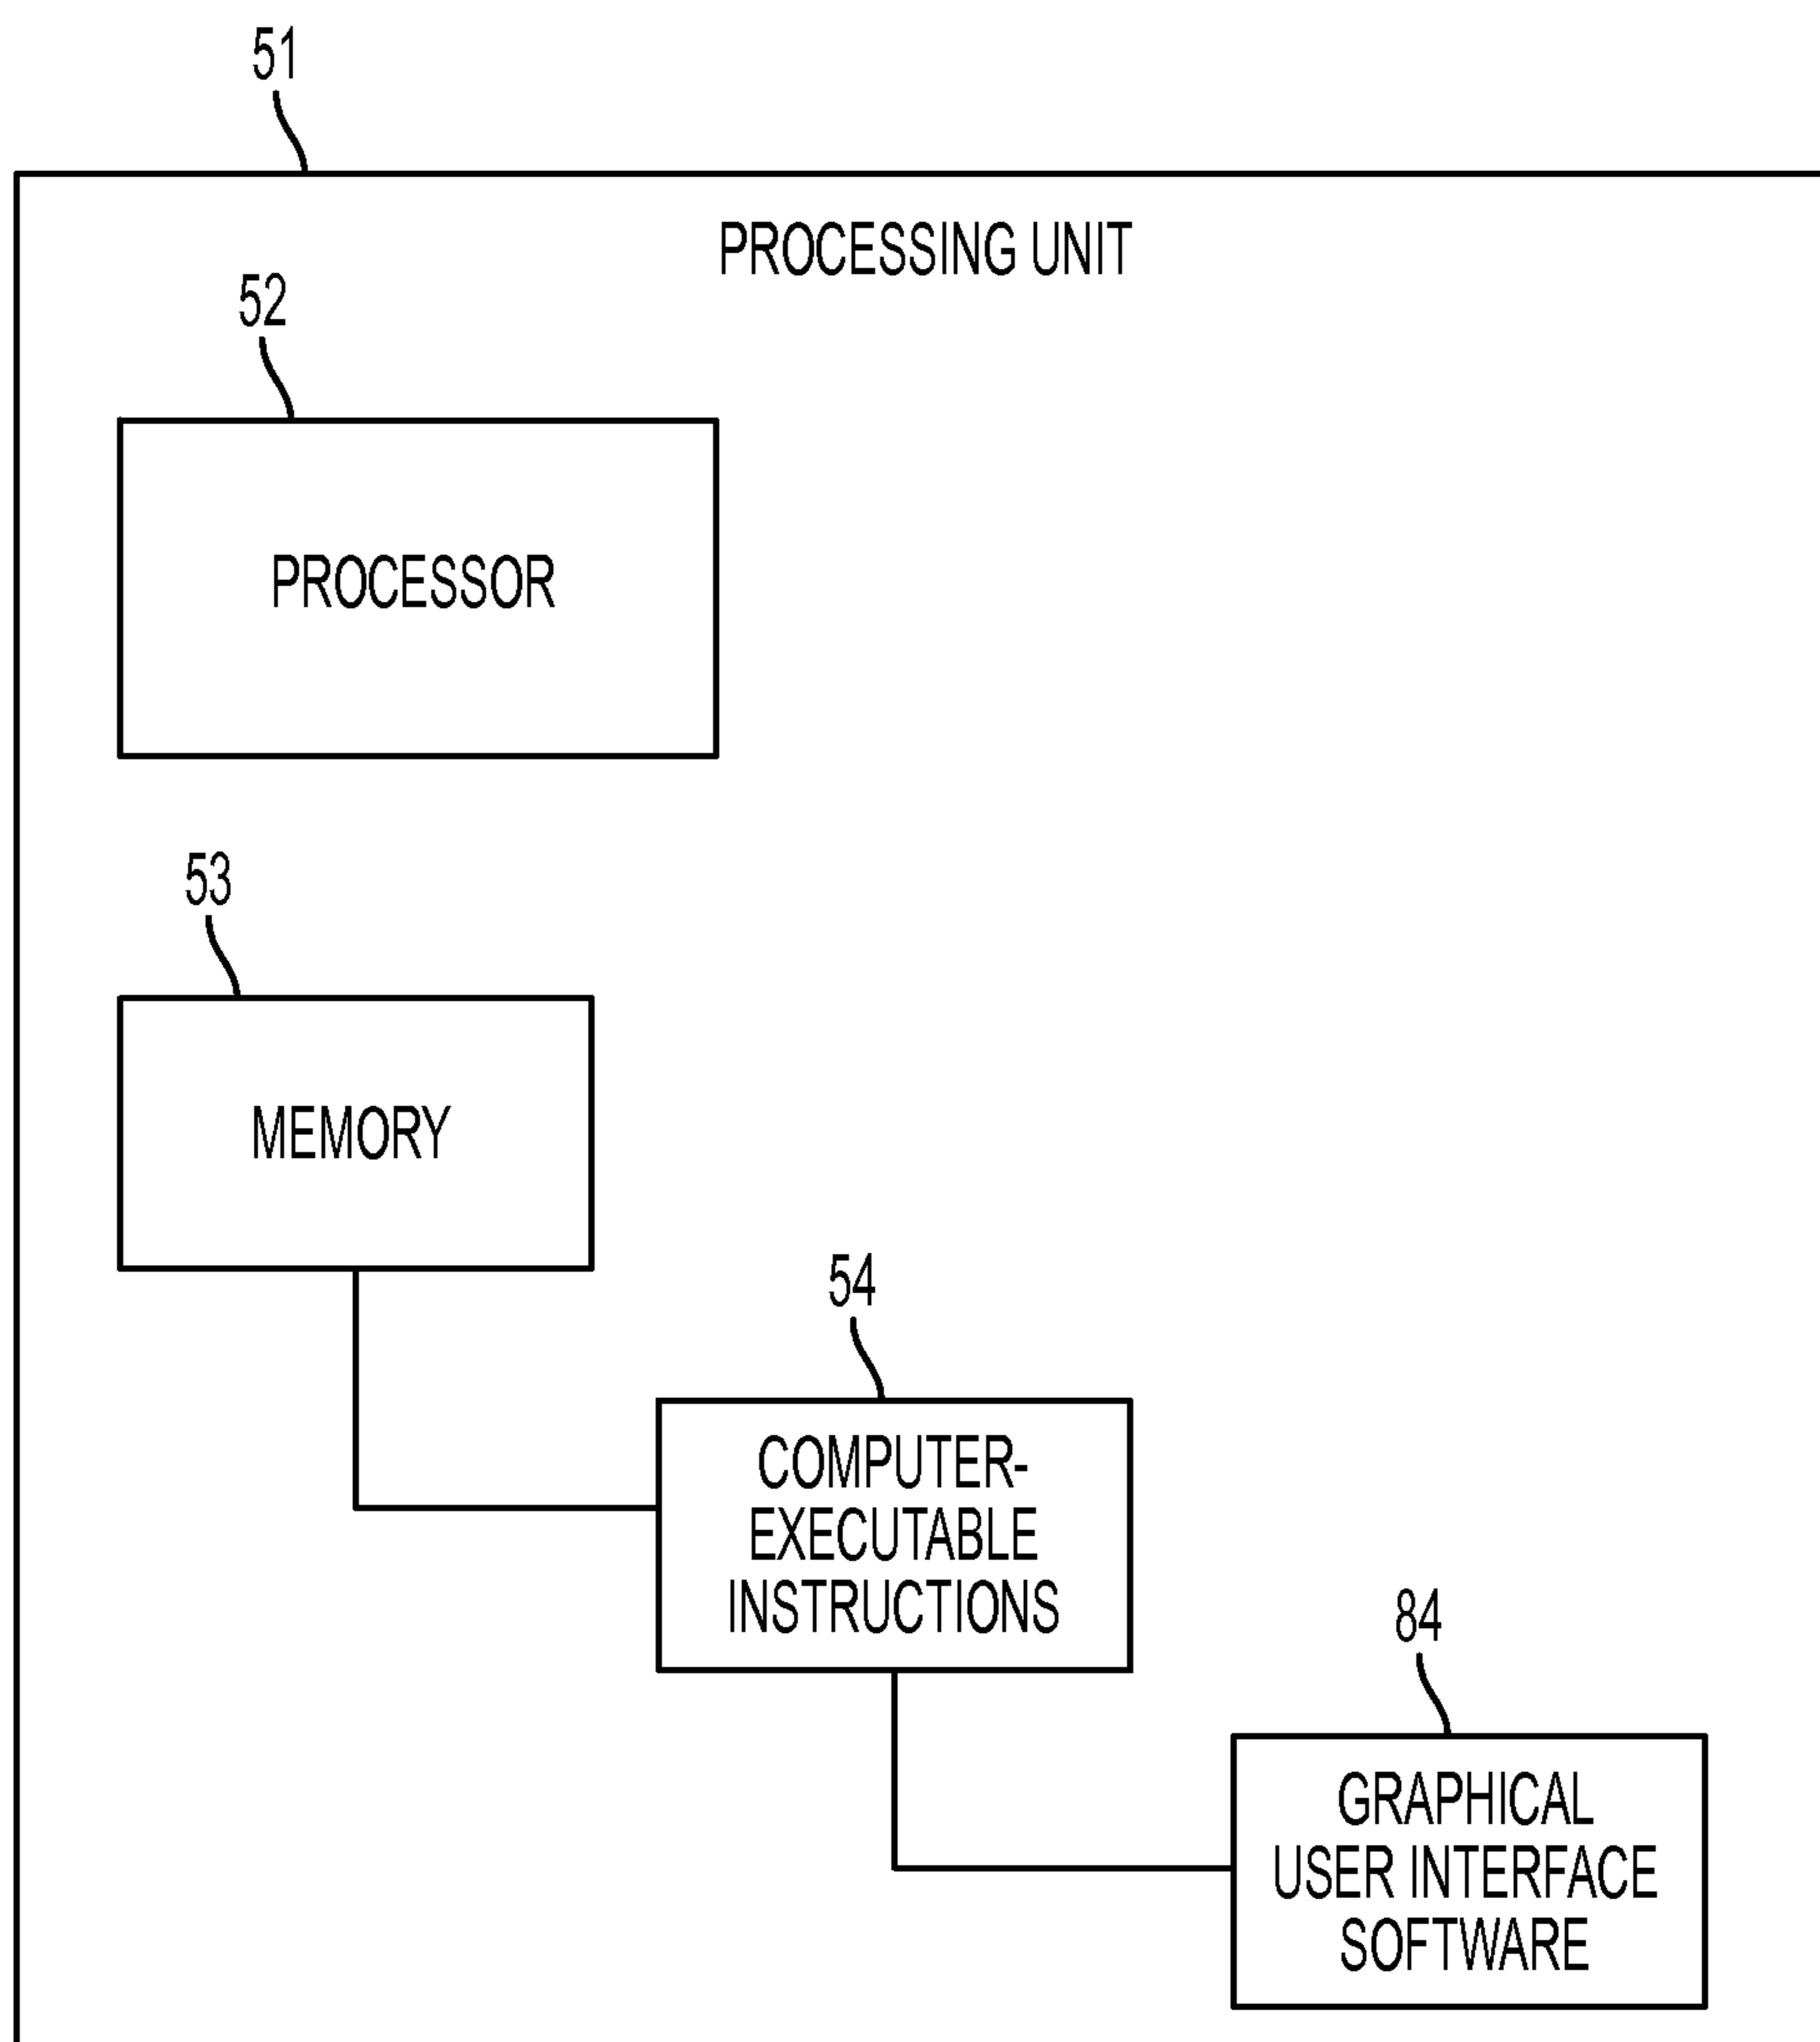 51
PROCESSING UNIT
52
PROCESSOR
53
MEMORY
54
COMPUTER-
EXECUTABLE
INSTRUCTIONS
84
GRAPHICAL
USER INTERFACE
SOFTWARE